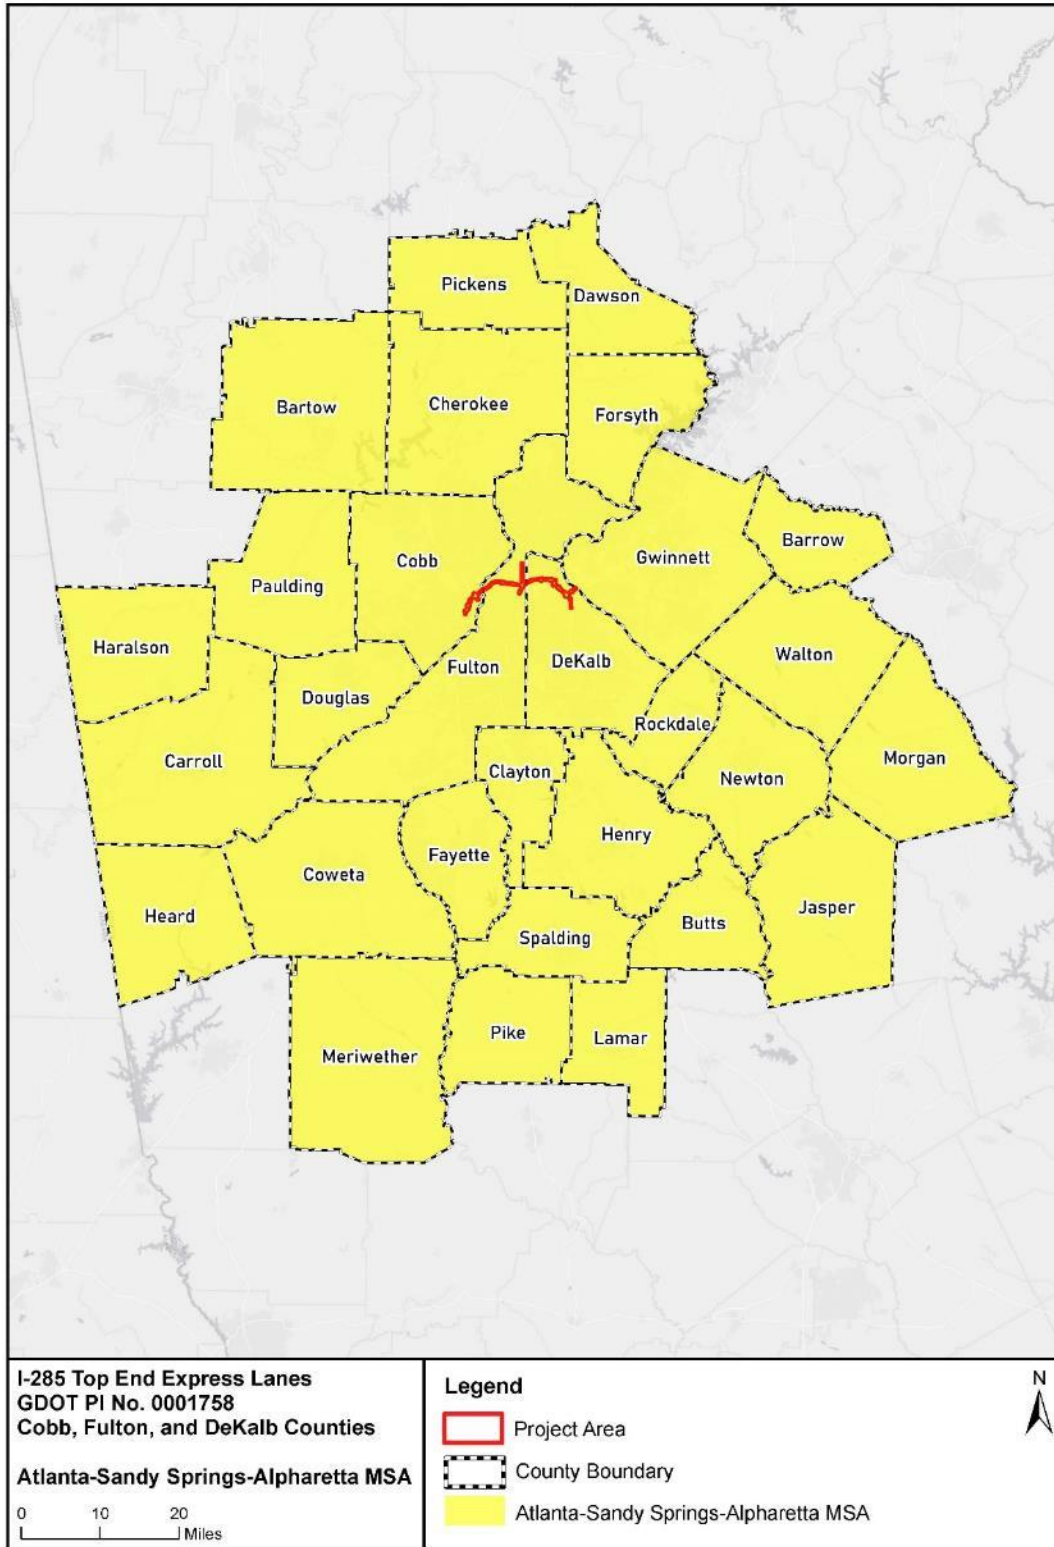 Pickens
Dawson
Bartow
Cherokee
Forsyth
Cobb
Gwinnett
Barrow
Paulding
Haralson
Fulton
DeKalb
Walton
Douglas
Rockdale
Carroll
Clayton
Newton
Morgan
Henry
Fayette
Coweta
Heard
Spalding
Butts
Jasper
Meriwether
Pike
Lamar
I-285 Top End Express Lanes
GDOT PI No. 0001758
Cobb, Fulton, and DeKalb Counties
Atlanta-Sandy Springs-Alpharetta MSA
0 10 20
Miles
Legend
Project Area
County Boundary
Atlanta-Sandy Springs-Alpharetta MSA
N